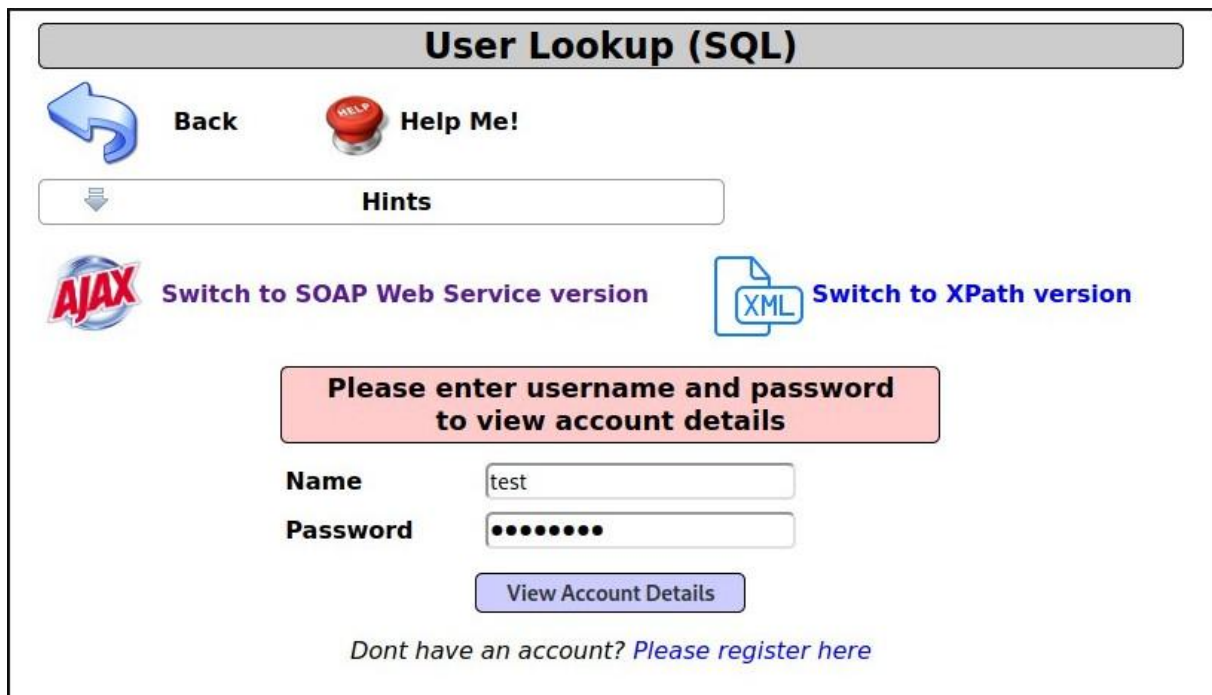 User Lookup (SQL)
Back
HELP
Help Me!
Hints
AJAX
Switch to SOAP Web Service version
XML
Switch to XPath version
Please enter username and password
to view account details
Name
test
Password
••••••••
View Account Details
Dont have an account? Please register here